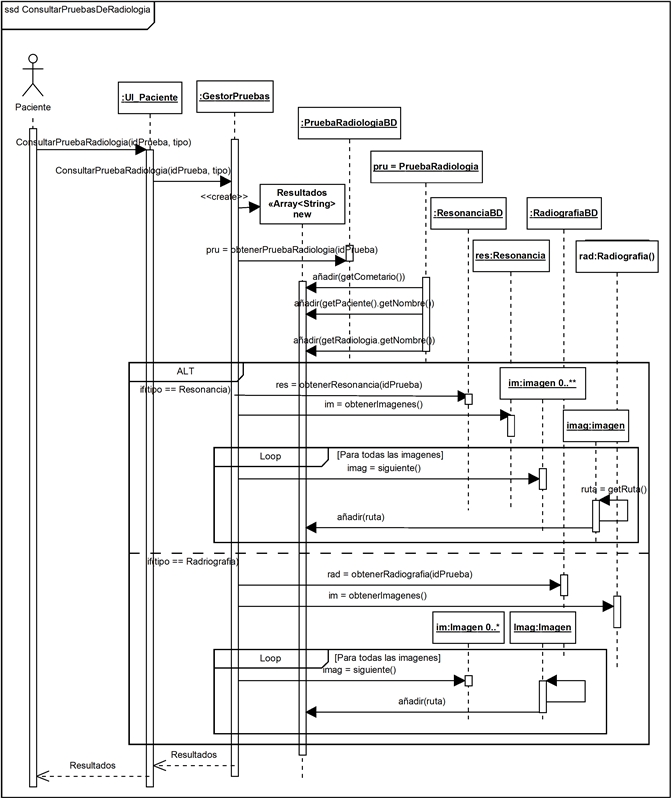 ssd ConsultarPruebasDeRadiologia
Paciente
:UI_Paciente
:GestorPruebas
:PruebaRadiologiaBD
ConsultarPruebaRadiologia(idPrueba, tipo)
pru = PruebaRadiologia
ConsultarPruebaRadiologia(idPrueba, tipo)
<<create>>
Resultados
«Array<String>
new
:ResonanciaBD
:RadiografiaBD
pru = obtenerPruebaRadiologia(idPrueba)
res:Resonancia
rad:Radiografia()
añadir(getCometario())
añadir(getPaciente().getNombre())
añadir(getRadiologia.getNombre())
ALT
if(tipo == Resonancia)
res = obtenerResonancia(idPrueba)
im:imagen 0..**
im = obtenerImagenes()
imag:imagen
Loop
[Para todas las imagenes]
imag = siguiente()
ruta = getRuta()
añadir(ruta)
if(tipo == Radriografia)
rad = obtenerRadiografia(idPrueba)
im = obtenerImagenes()
im:Imagen 0..*
Imag:Imagen
Loop
[Para todas las imagenes]
imag = siguiente()
añadir(ruta)
Resultados
Resultados